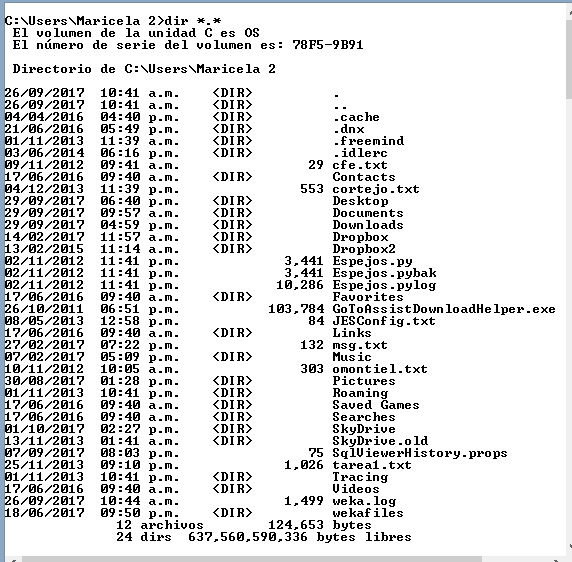 C:\Users\Maricela 2>dir *.*
El volumen de la unidad C es OS
El número de serie del volumen es: 78F5-9B91
Directorio de C:\Users\Maricela 2
26/09/2017 10:41 a.m. <DIR> .
26/09/2017 10:41 a.m. <DIR> ..
04/04/2016 04:40 p.m. <DIR> .cache
21/06/2016 05:49 p.m. <DIR> .dnx
01/11/2013 11:39 a.m. <DIR> .freemind
03/06/2014 06:16 p.m. <DIR> .idlerc
09/11/2012 09:41 a.m. 29 cfe.txt
17/06/2016 09:40 a.m. <DIR> Contacts
04/12/2013 11:39 p.m. 553 cortejo.txt
29/09/2017 06:40 p.m. <DIR> Desktop
29/09/2017 09:57 p.m. <DIR> Documents
29/09/2017 04:59 p.m. <DIR> Downloads
14/02/2017 11:57 a.m. <DIR> Dropbox
13/02/2015 11:14 a.m. <DIR> Dropbox2
02/11/2012 11:41 p.m. 3,441 Espejos.py
02/11/2012 11:41 p.m. 3,441 Espejos.pybak
02/11/2012 11:41 p.m. 10,286 Espejos.pylog
17/06/2016 09:40 a.m. <DIR> Favorites
26/10/2011 06:51 p.m. 103,784 GoToAssistDownloadHelper.exe
08/05/2013 12:58 p.m. 84 JESConfig.txt
17/06/2016 09:40 a.m. <DIR> Links
27/02/2017 07:22 p.m. 132 msg.txt
07/02/2017 05:09 p.m. <DIR> Music
10/11/2012 10:05 a.m. 303 omontiel.txt
30/08/2017 01:28 p.m. <DIR> Pictures
01/11/2013 10:41 p.m. <DIR> Roaming
17/06/2016 09:40 a.m. <DIR> Saved Games
17/06/2016 09:40 a.m. <DIR> Searches
01/10/2017 02:27 p.m. <DIR> SkyDrive
13/11/2013 01:41 a.m. <DIR> SkyDrive.old
07/09/2017 08:03 p.m. 75 SqlViewerHistory.props
25/11/2013 09:10 p.m. 1,026 tarea1.txt
01/11/2013 10:41 p.m. <DIR> Tracing
17/06/2016 09:40 a.m. <DIR> Videos
26/09/2017 10:44 a.m. 1,499 weka.log
18/06/2017 09:50 p.m. <DIR> wekafiles
12 archivos 124,653 bytes
24 dirs 637,560,590,336 bytes libres